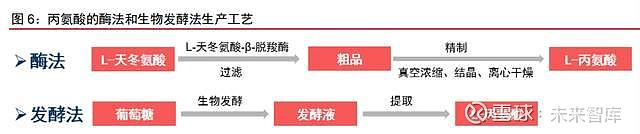 图 6：丙氨酸的酶法和生物发酵法生产工艺
酶法
L-天冬氨酸
L-天冬氨酸-β-脱羧酶
过滤
粗品
精制
真空浓缩、结晶、离心干燥
L-丙氨酸
发酵法
葡萄糖
生物发酵
发酵液
提取
雪球：未来智库